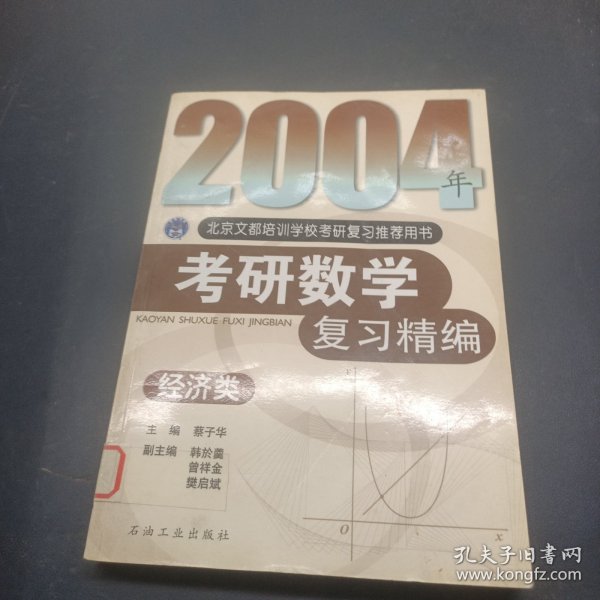 2004年
北京文都培训学校考研复习推荐用书
考研数学
KAOYAN SHUXUE FUXI JINGBIAN
复习精编
经济类
主 编 蔡子华
副主编 韩於羹
曾祥金
樊启斌
y
O
x
石油工业出版社
孔夫子旧书网
www.kongfz.com